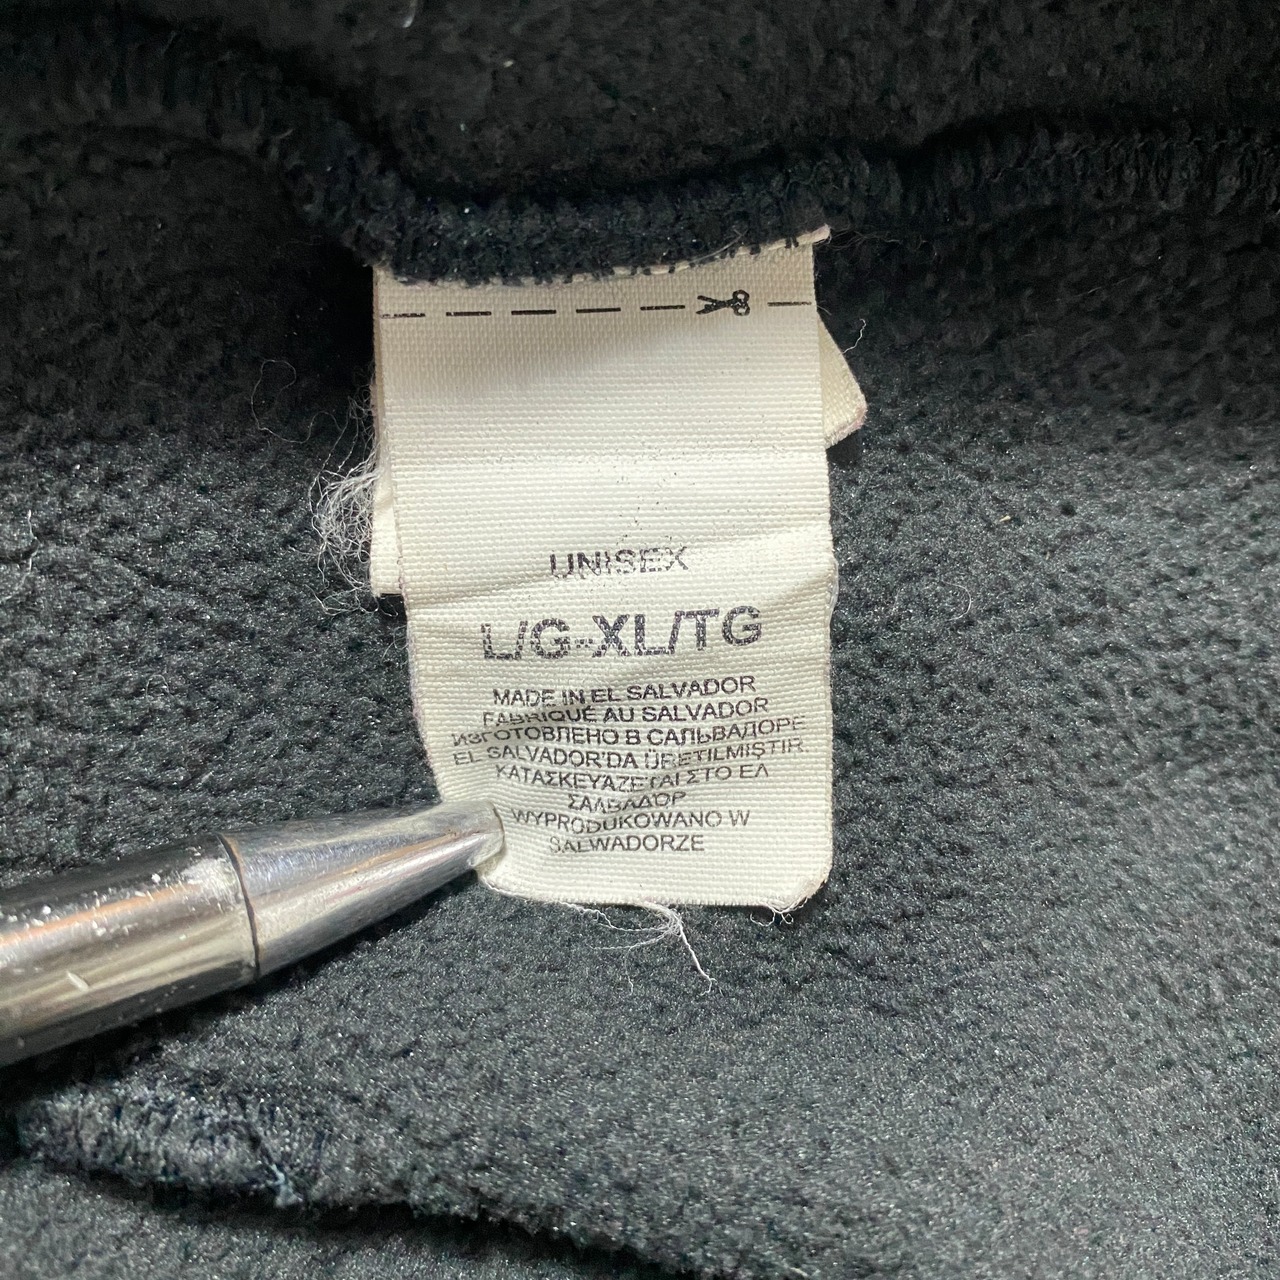 UNISEX
L/G-XL/TG
MADE IN EL SALVADOR
FABRIQUÉ AU SALVADOR
ИЗГОТОВЛЕНО В САЛЬВАДОРЕ
EL SALVADOR'DA ÜRETILMIŞTIR
ΚΑΤΑΣΚΕΥΑΖΕΤΑΙ ΣΤΟ ΕΛ
ΣΑΛΒΑΔΟΡ
WYPRODUKOWANO W
SALWADORZE